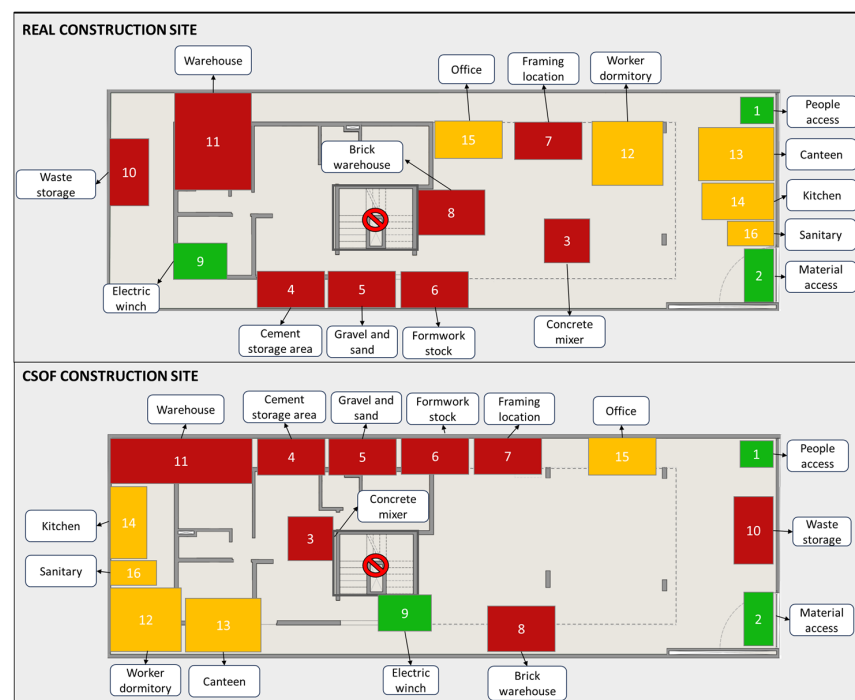 REAL CONSTRUCTION SITE
Warehouse
Office
Framing
location
Worker
dormitory
People
access
Canteen
Kitchen
Sanitary
Material
access
Waste
storage
Brick
warehouse
Electric
winch
Cement
storage area
Gravel and
sand
Formwork
stock
Concrete
mixer
1
2
3
4
5
6
7
8
9
10
11
12
13
14
15
16
CSOF CONSTRUCTION SITE
Warehouse
Cement
storage area
Gravel and
sand
Formwork
stock
Framing
location
Office
People
access
Waste
storage
Material
access
Kitchen
Sanitary
Concrete
mixer
Worker
dormitory
Canteen
Electric
winch
Brick
warehouse
11
4
5
6
7
15
1
14
3
10
16
12
13
9
8
2